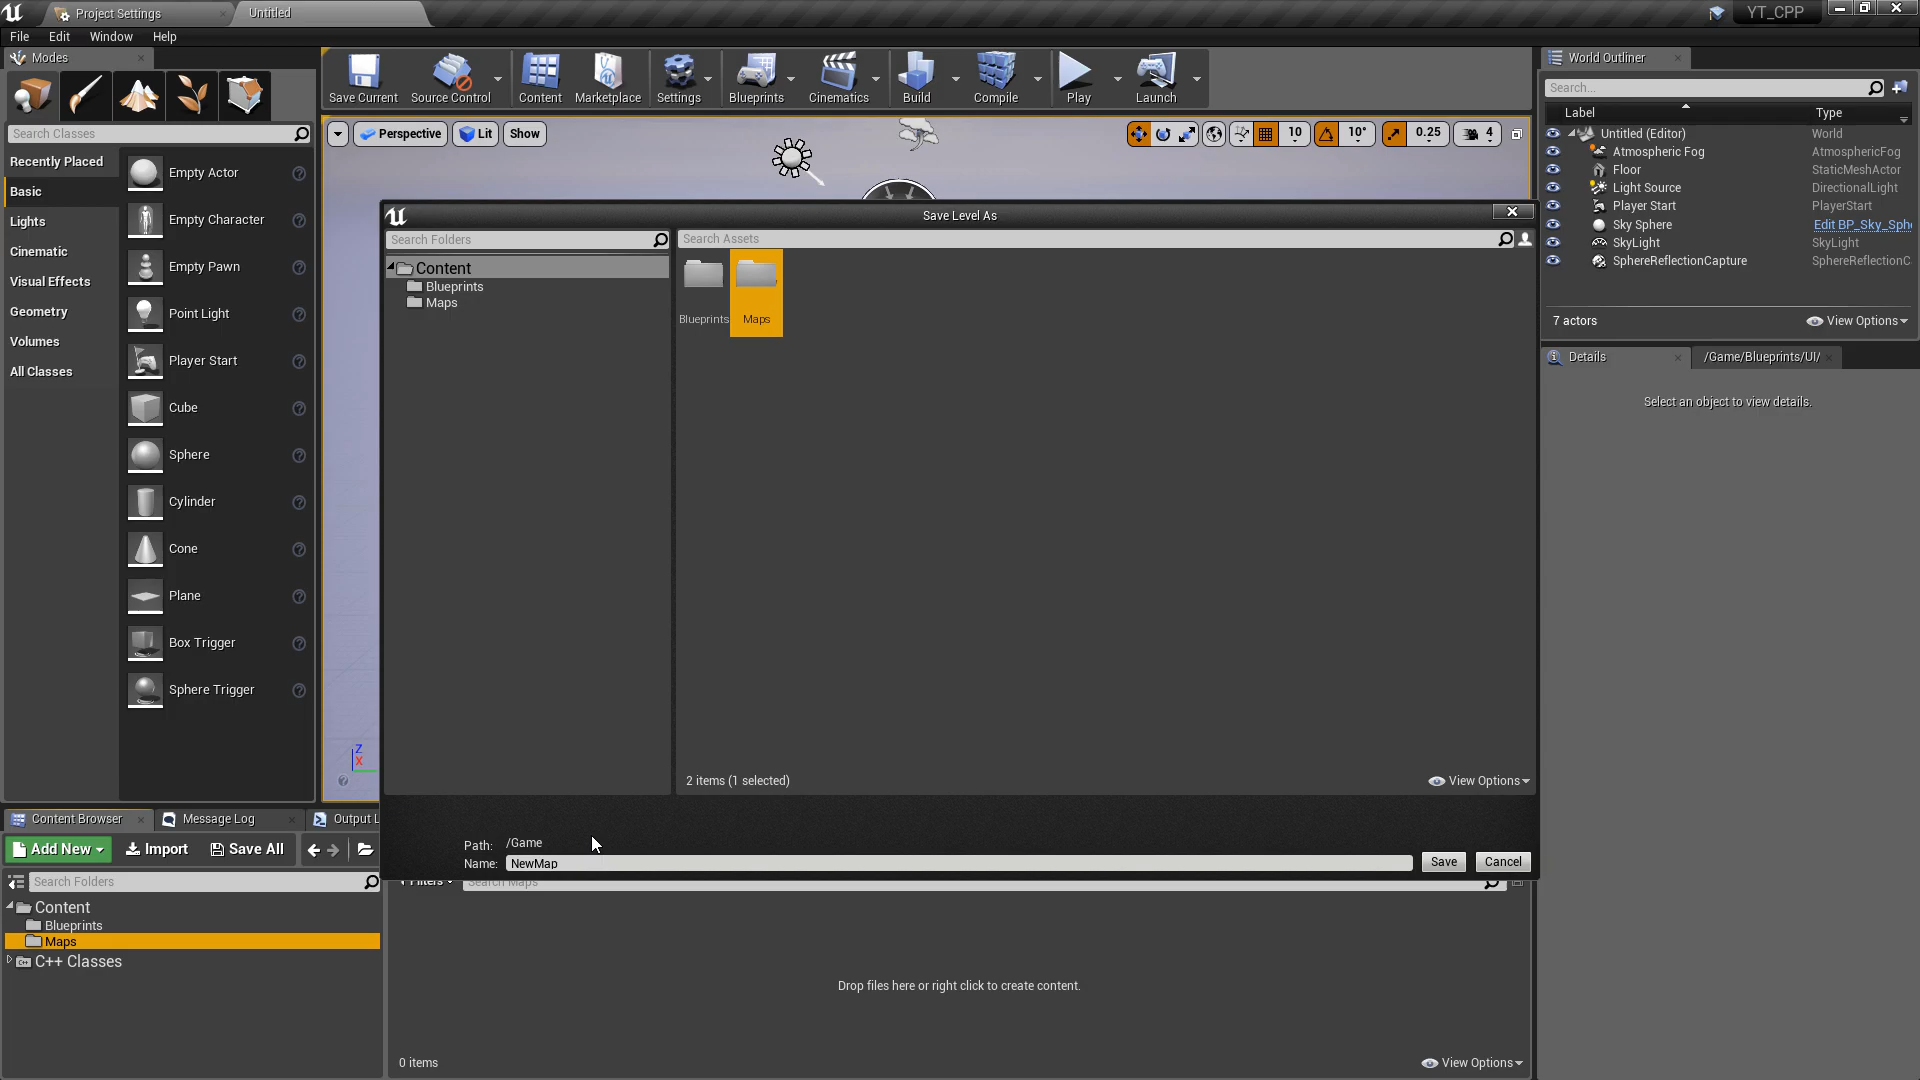 Project Settings
Untitled
YT_CPP
File Edit Window Help
Modes
Search Classes
Recently Placed
Basic
Lights
Cinematic
Visual Effects
Geometry
Volumes
All Classes
Empty Actor
Empty Character
Empty Pawn
Point Light
Player Start
Cube
Sphere
Cylinder
Cone
Plane
Box Trigger
Sphere Trigger
Save Current
Source Control
Content
Marketplace
Settings
Blueprints
Cinematics
Build
Compile
Play
Launch
Perspective
Lit
Show
10
10°
0.25
4
Save Level As
Search Folders
Content
Blueprints
Maps
Search Assets
Blueprints
Maps
2 items (1 selected)
View Options
Path: /Game
Name: NewMap
Save
Cancel
Z
X
World Outliner
Search...
Label Type
Untitled (Editor) World
Atmospheric Fog AtmosphericFog
Floor StaticMeshActor
Light Source DirectionalLight
Player Start PlayerStart
Sky Sphere Edit BP_Sky_Sph
SkyLight SkyLight
SphereReflectionCapture SphereReflectionC
7 actors
View Options
Details
/Game/Blueprints/UI/
Select an object to view details.
Content Browser
Message Log
Output L
Add New
Import
Save All
Search Folders
Content
Blueprints
Maps
C++ Classes
Filters
Search Maps
Drop files here or right click to create content.
0 items
View Options